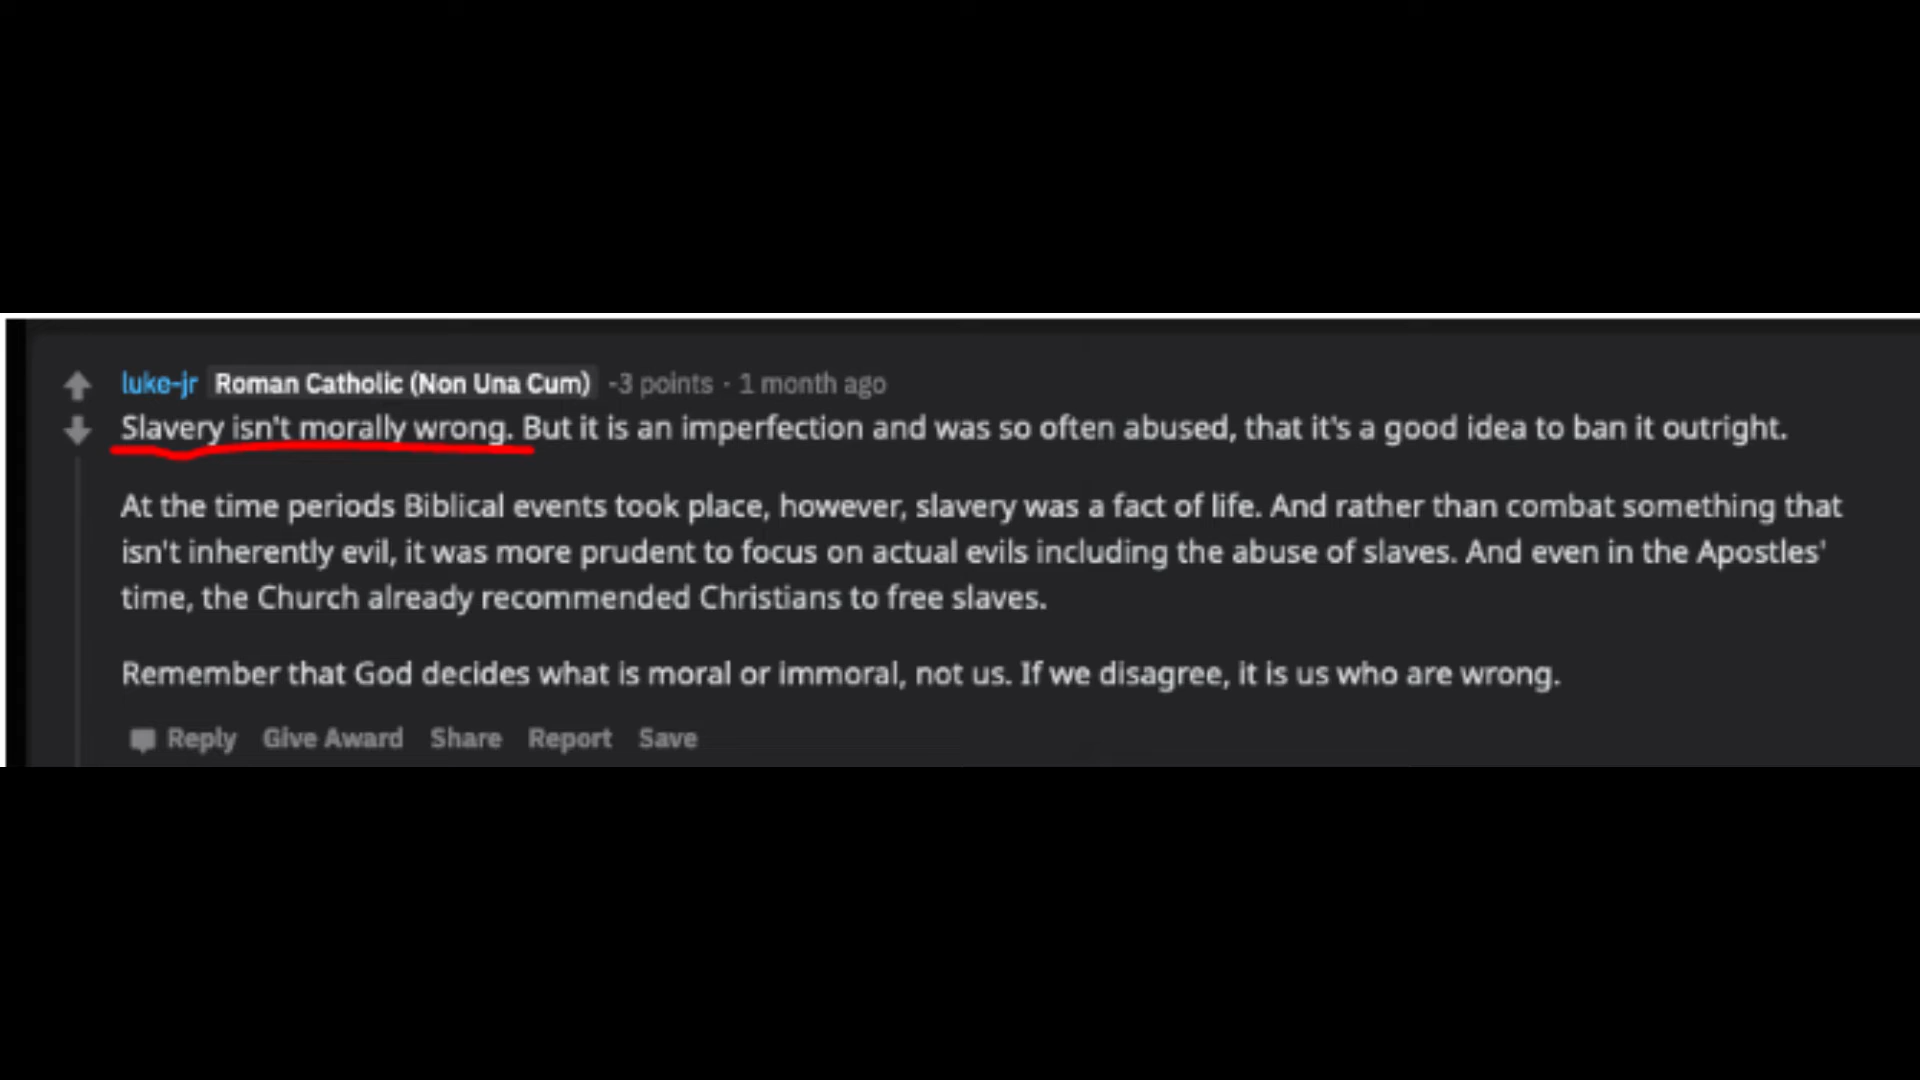 luke-jr Roman Catholic (Non Una Cum) -3 points · 1 month ago
Slavery isn't morally wrong. But it is an imperfection and was so often abused, that it's a good idea to ban it outright.
At the time periods Biblical events took place, however, slavery was a fact of life. And rather than combat something that
isn't inherently evil, it was more prudent to focus on actual evils including the abuse of slaves. And even in the Apostles'
time, the Church already recommended Christians to free slaves.
Remember that God decides what is moral or immoral, not us. If we disagree, it is us who are wrong.
Reply Give Award Share Report Save